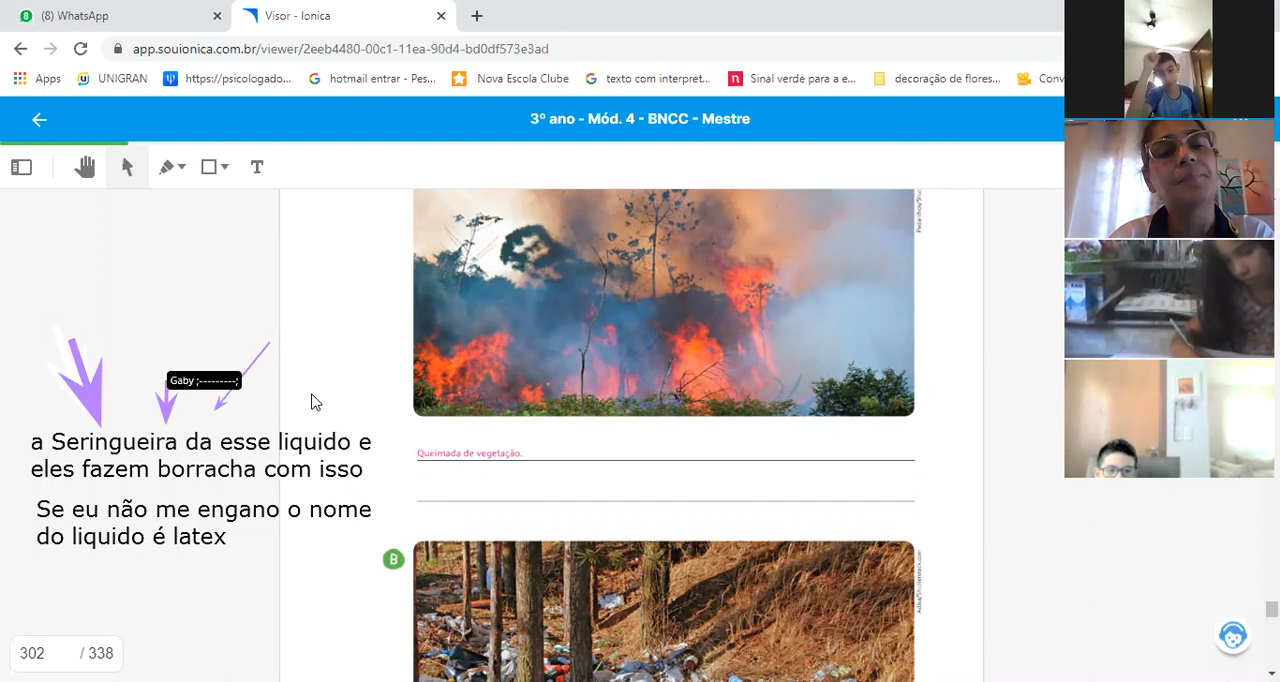 (8) WhatsApp
Visor - Ionica
app.souionica.com.br/viewer/2eeb4480-00c1-11ea-90d4-bd0df573e3ad
Apps
UNIGRAN
https://psicologado...
hotmail entrar - Pes...
Nova Escola Clube
texto com interpret...
Sinal verde para a e...
decoração de flores...
Conv
3º ano - Mód. 4 - BNCC - Mestre
T
Gaby ;---------;
a Seringueira da esse liquido e
eles fazem borracha com isso
Se eu não me engano o nome
do liquido é latex
Queimada de vegetação.
B
302 / 338